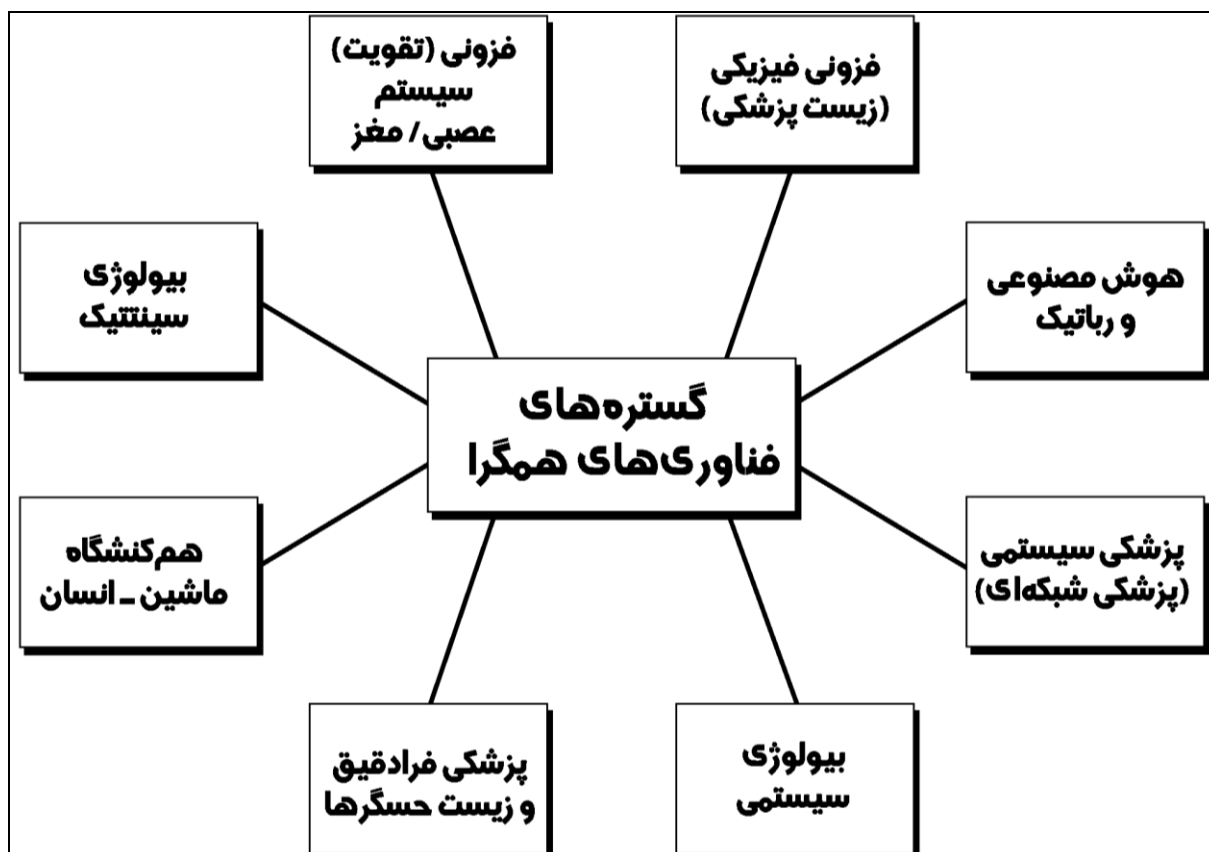 فزونی فیزیکی
(زیست پزشکی)
فزونی (تقویت)
سیستم
عصبی/ مغز
هوش مصنوعی
و رباتیک
بیولوژی
سینتتیک
گستره‌های
فناوری‌های همگرا
پزشکی سیستمی
(پزشکی شبکه‌ای)
هم‌کنشگاه
ماشین - انسان
بیولوژی
سیستمی
پزشکی فرادقیق
و زیست حسگرها